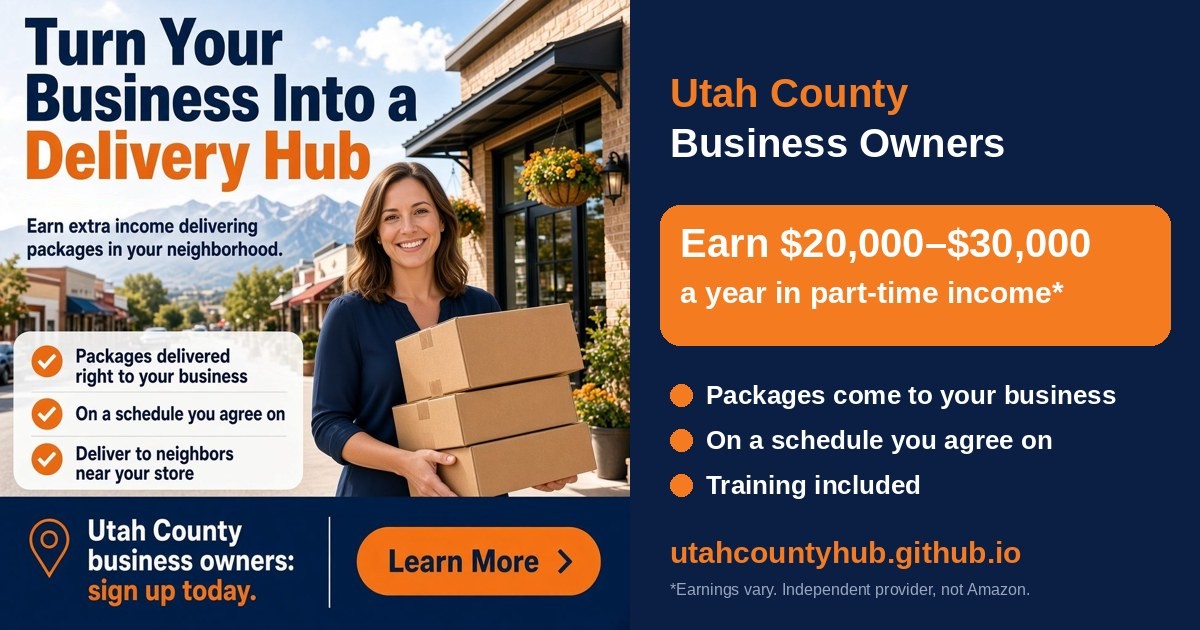 Turn Your
Business Into a
Delivery Hub
Earn extra income delivering
packages in your neighborhood.
Packages delivered
right to your business
On a schedule you agree on
Deliver to neighbors
near your store
Utah County
business owners:
sign up today.
Learn More
Utah County
Business Owners
Earn $20,000–$30,000
a year in part-time income*
Packages come to your business
On a schedule you agree on
Training included
utahcountyhub.github.io
*Earnings vary. Independent provider, not Amazon.